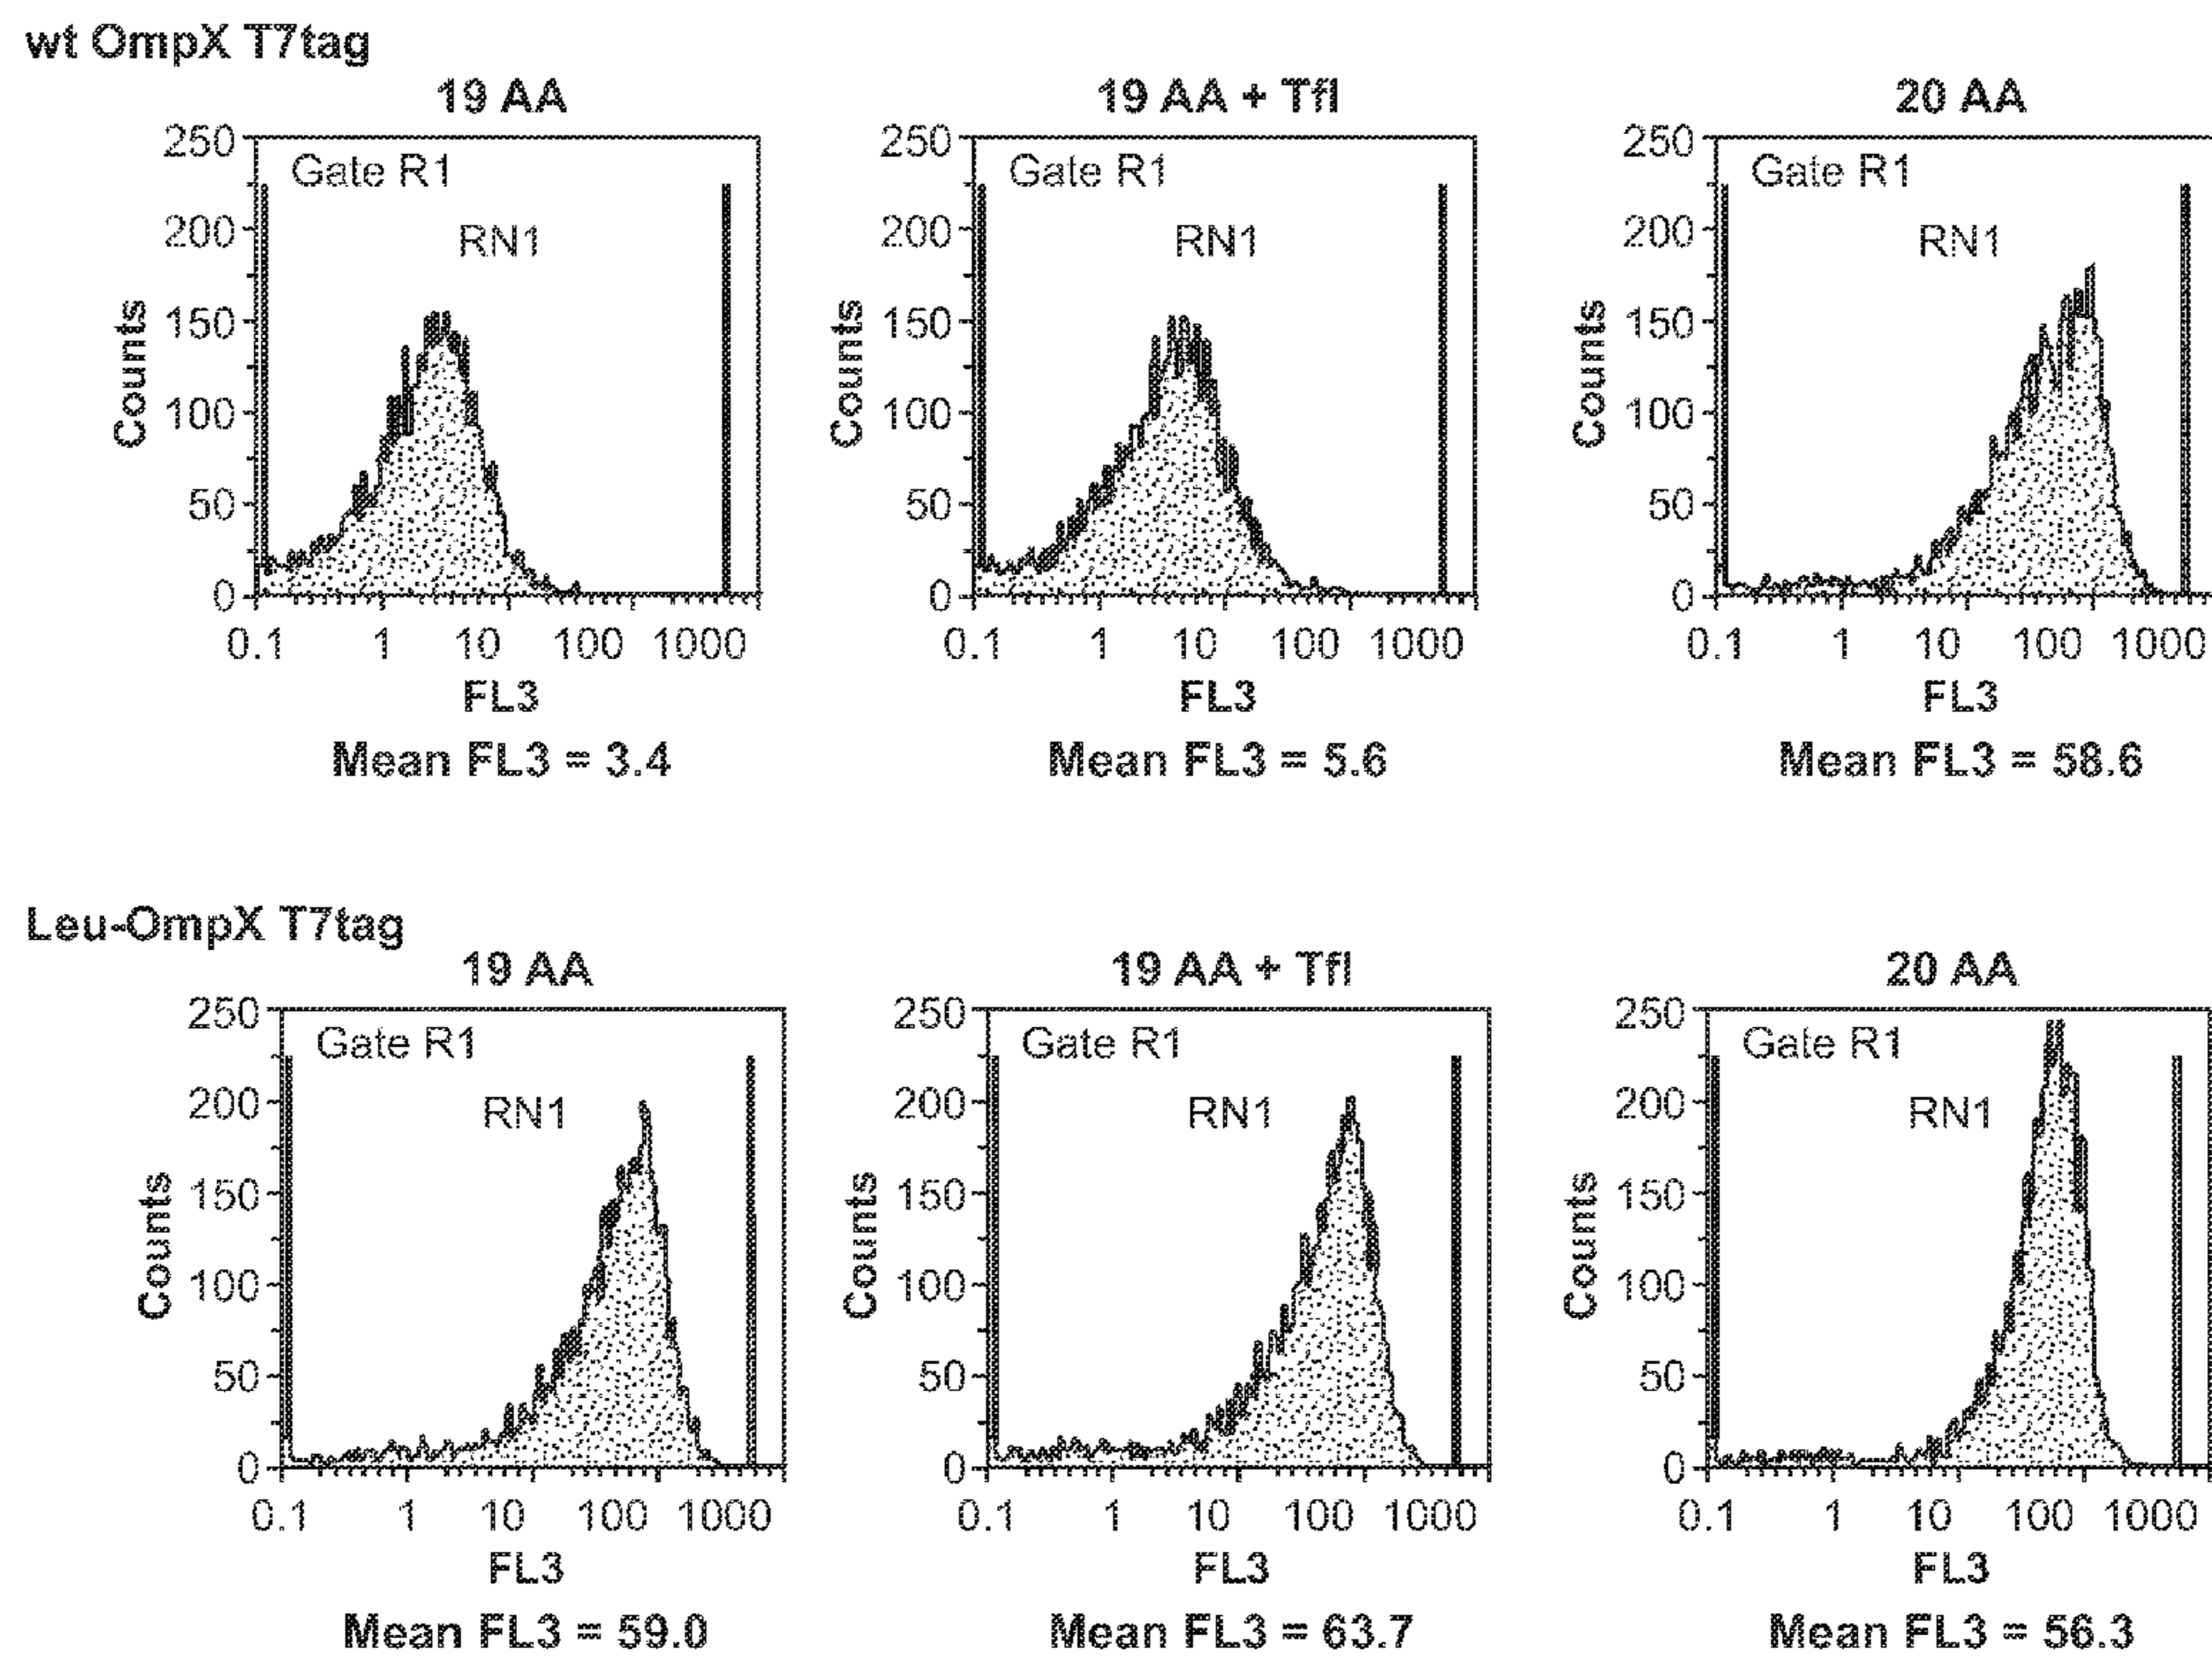 wt OmpX T7tag
19 AA
250
200
150
100
50
0
Counts
Gate R1
RN1
0.1 1 10 100 1000
FL3
Mean FL3 = 3.4
19 AA + Tfl
250
200
150
100
50
0
Counts
Gate R1
RN1
0.1 1 10 100 1000
FL3
Mean FL3 = 5.6
20 AA
250
200
150
100
50
0
Counts
Gate R1
RN1
0.1 1 10 100 1000
FL3
Mean FL3 = 58.6
Leu-OmpX T7tag
19 AA
250
200
150
100
50
0
Counts
Gate R1
RN1
0.1 1 10 100 1000
FL3
Mean FL3 = 59.0
19 AA + Tfl
250
200
150
100
50
0
Counts
Gate R1
RN1
0.1 1 10 100 1000
FL3
Mean FL3 = 63.7
20 AA
250
200
150
100
50
0
Counts
Gate R1
RN1
0.1 1 10 100 1000
FL3
Mean FL3 = 56.3